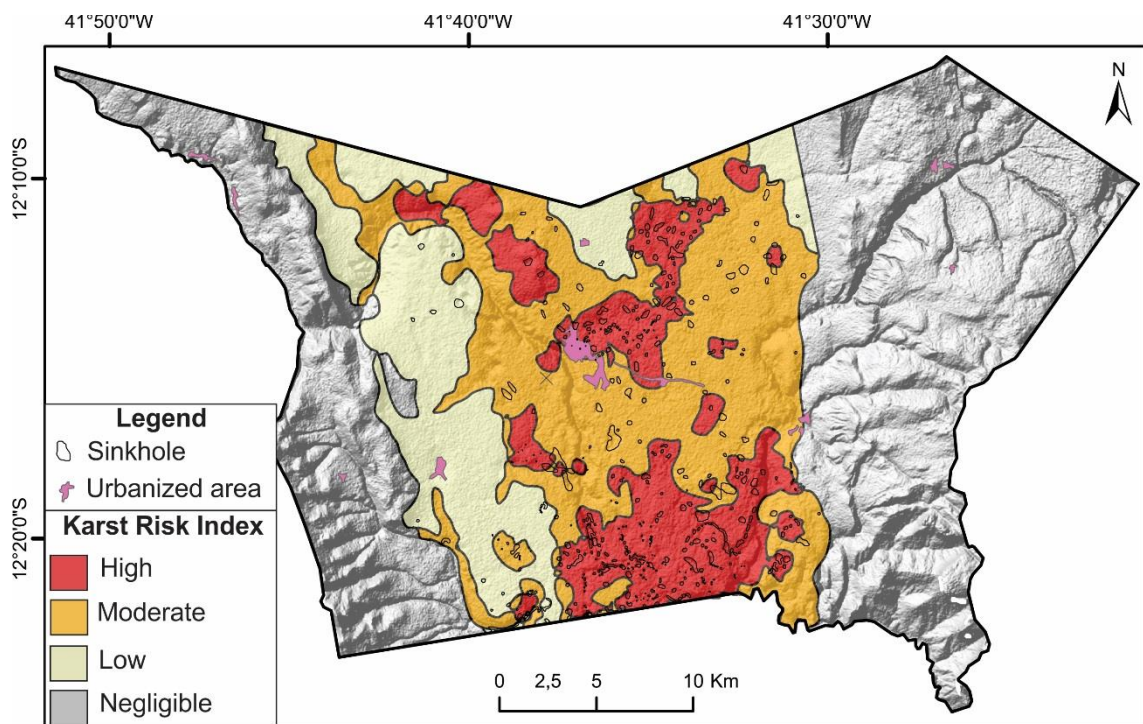 41°50'0"W 41°40'0"W 41°30'0"W
N
12°10'0"S
12°20'0"S
Legend
Sinkhole
Urbanized area
Karst Risk Index
High
Moderate
Low
Negligible
0 2,5 5 10 Km